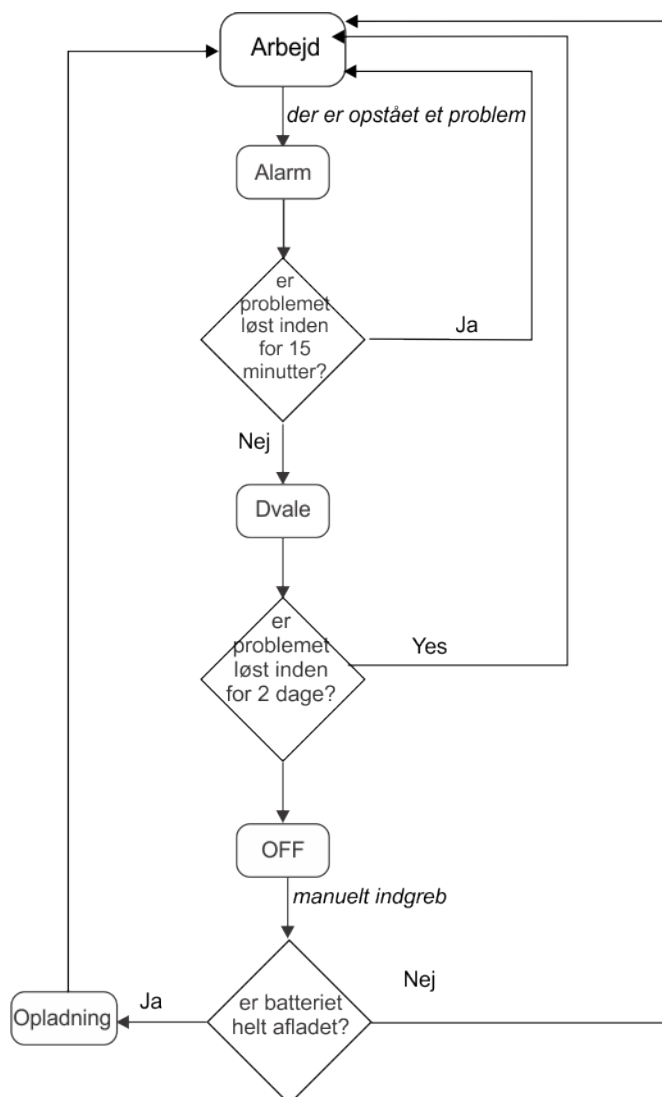 Arbejd
der er opstået et problem
Alarm
er
problemet
løst inden
for 15
minutter?
Ja
Nej
Dvale
er
problemet
løst inden
for 2 dage?
Yes
OFF
manuelt indgreb
er batteriet
helt afladet?
Nej
Ja
Opladning